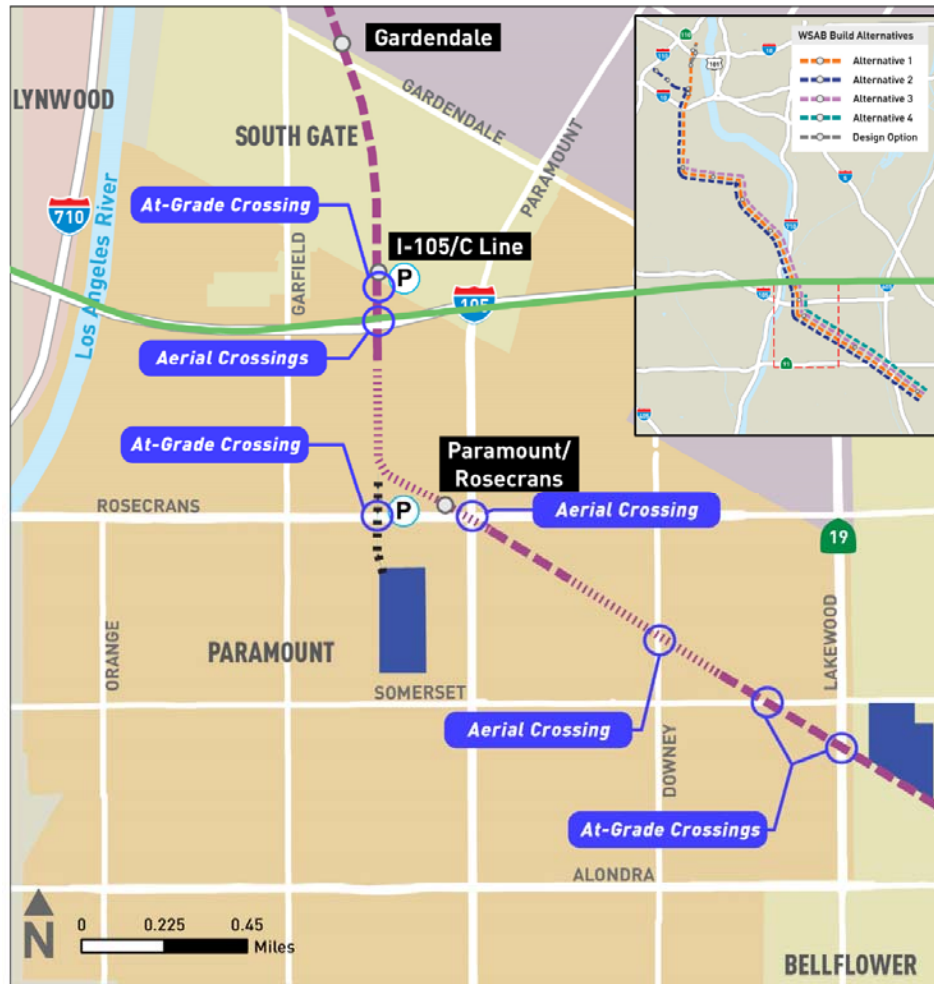 Gardendale
LYNWOOD
GARDENDALE
SOUTH GATE
PARAMOUNT
Los Angeles River
At-Grade Crossing
710
GARFIELD
I-105/C Line
P
105
Aerial Crossings
At-Grade Crossing
Paramount/
Rosecrans
ROSECRANS
P
Aerial Crossing
19
ORANGE
PARAMOUNT
SOMERSET
LAKEWOOD
Aerial Crossing
DOWNEY
At-Grade Crossings
ALONDRA
N
0 0.225 0.45
Miles
BELLFLOWER
WSAB Build Alternatives
Alternative 1
Alternative 2
Alternative 3
Alternative 4
Design Option
101